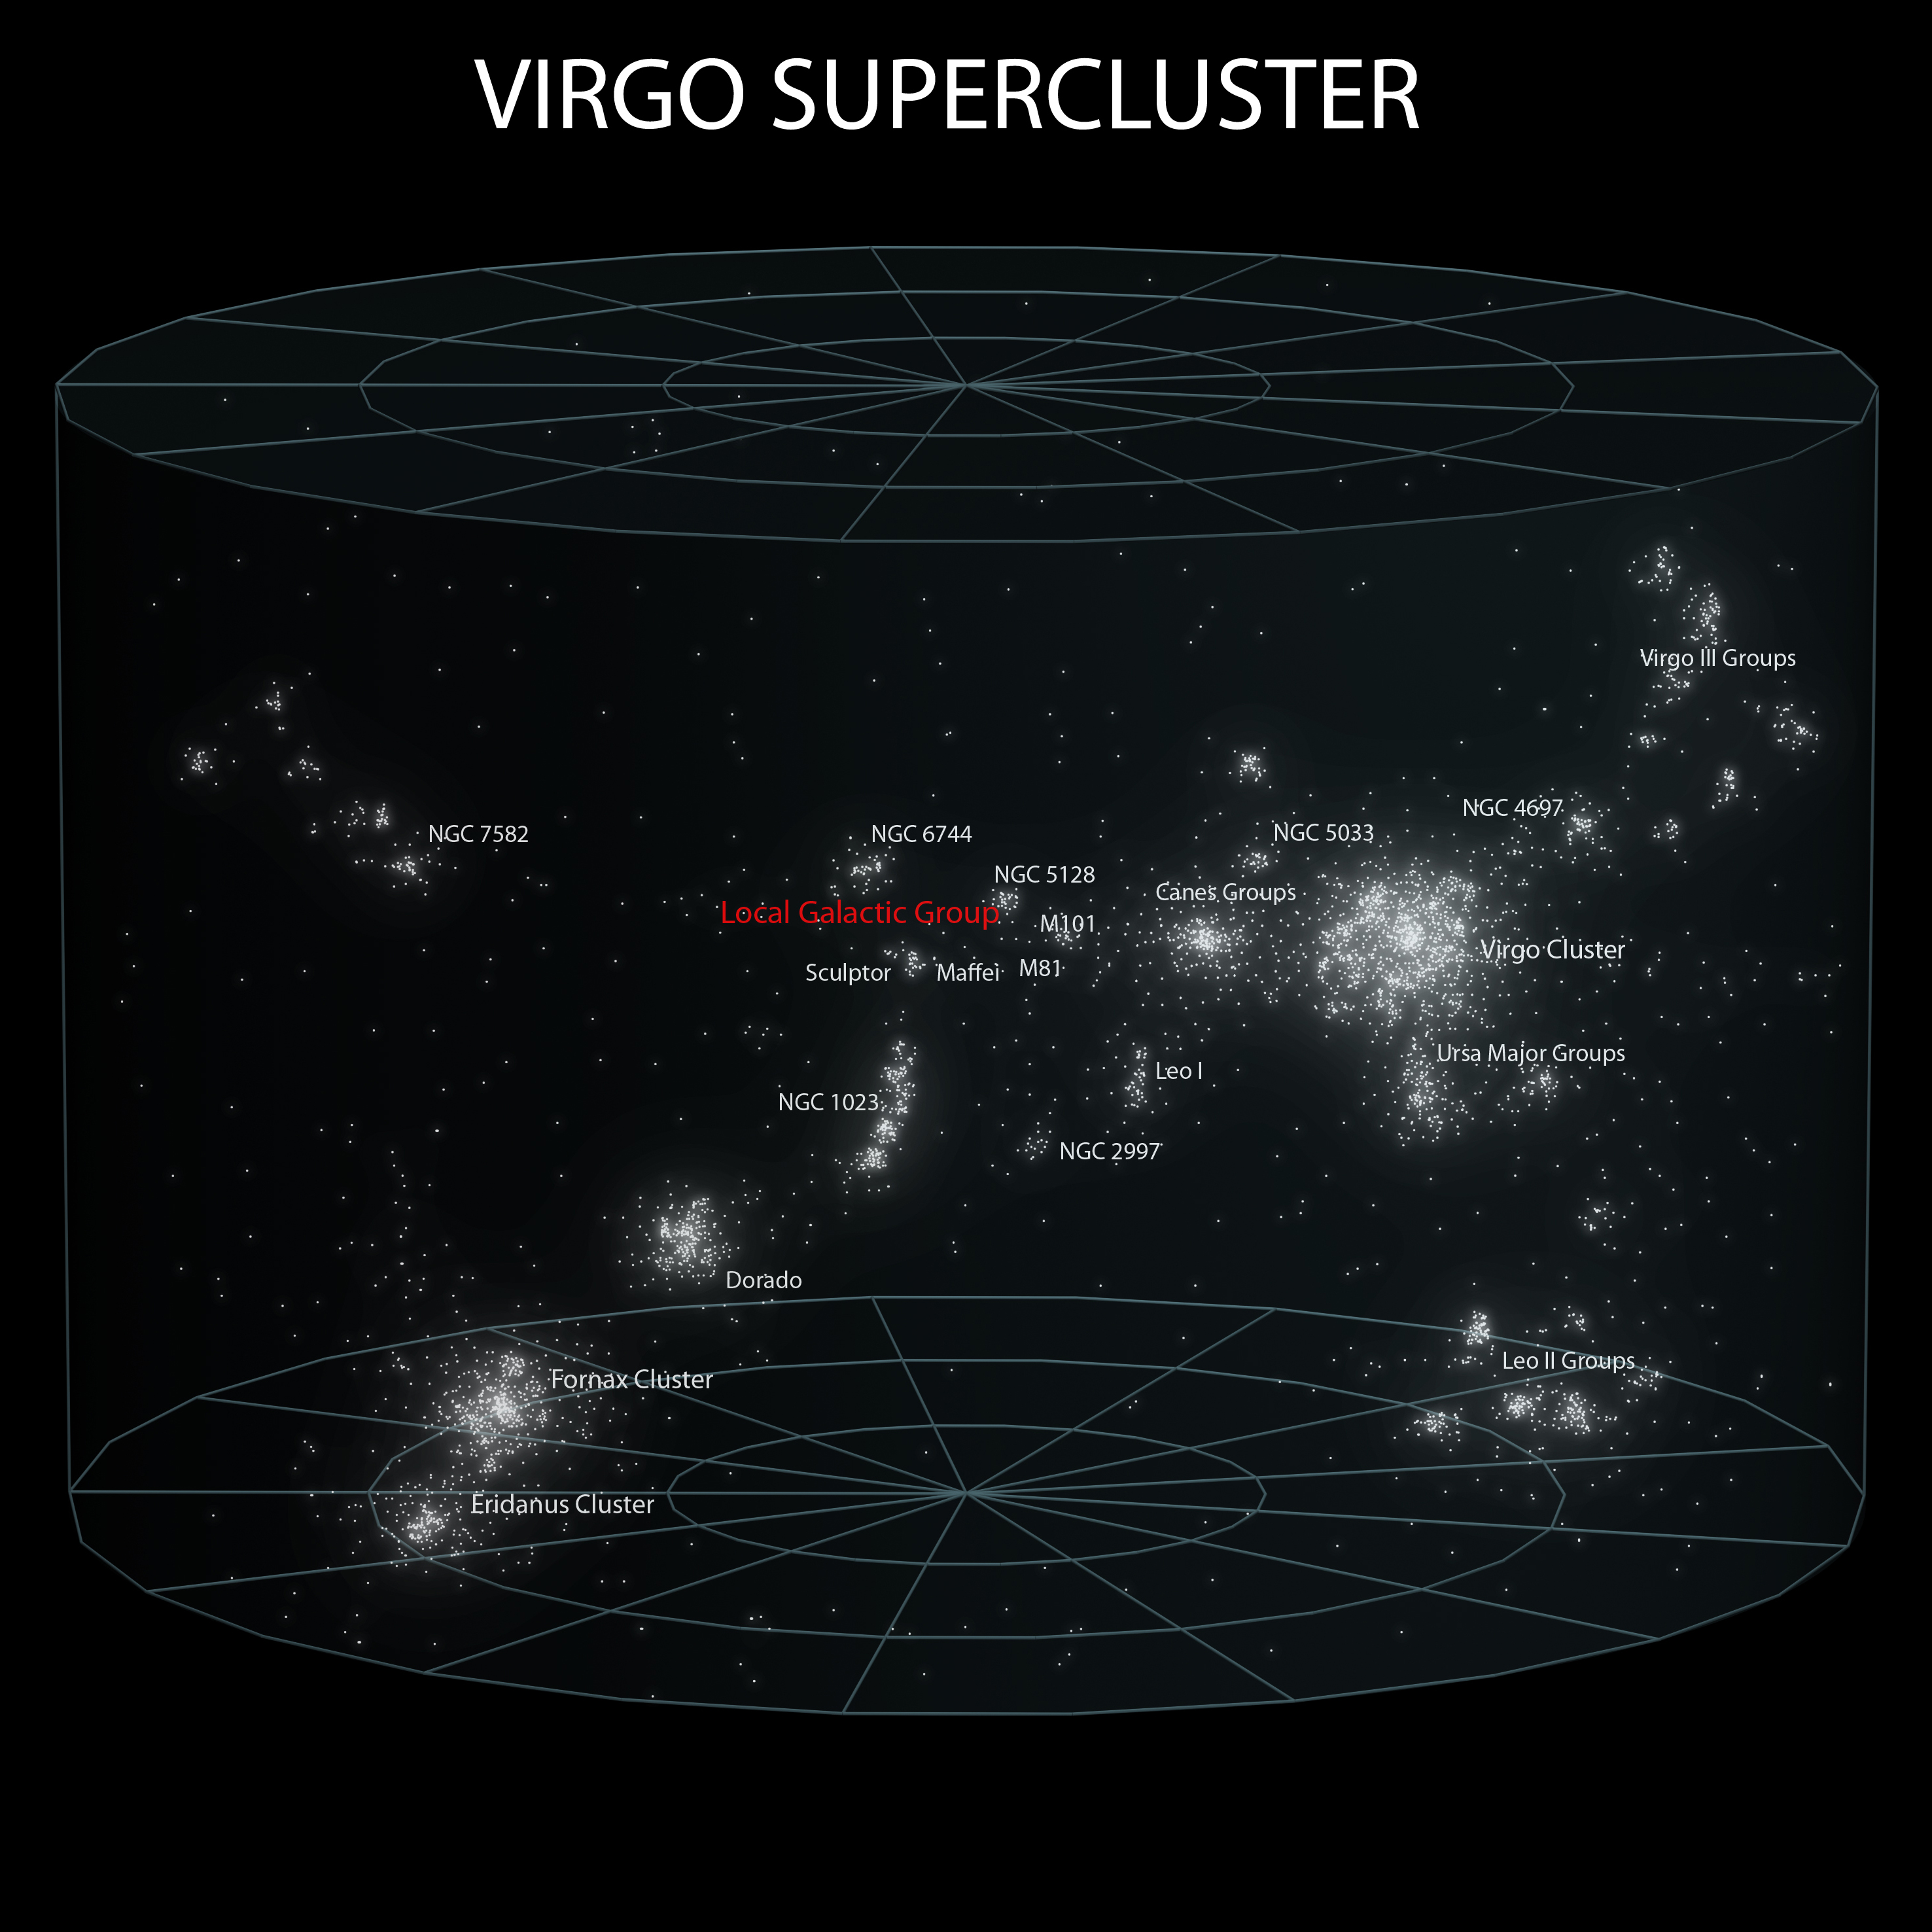 VIRGO SUPERCLUSTER
Virgo III Groups
NGC 4697
NGC 7582
NGC 6744
NGC 5033
NGC 5128
Canes Groups
Local Galactic Group
M101
Virgo Cluster
Sculptor
Maffei
M81
Ursa Major Groups
Leo I
NGC 1023
NGC 2997
Dorado
Leo II Groups
Fornax Cluster
Eridanus Cluster